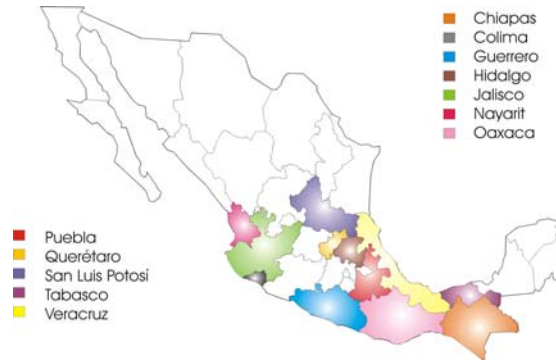 Chiapas
Colima
Guerrero
Hidalgo
Jalisco
Nayarit
Oaxaca
Puebla
Querétaro
San Luis Potosí
Tabasco
Veracruz